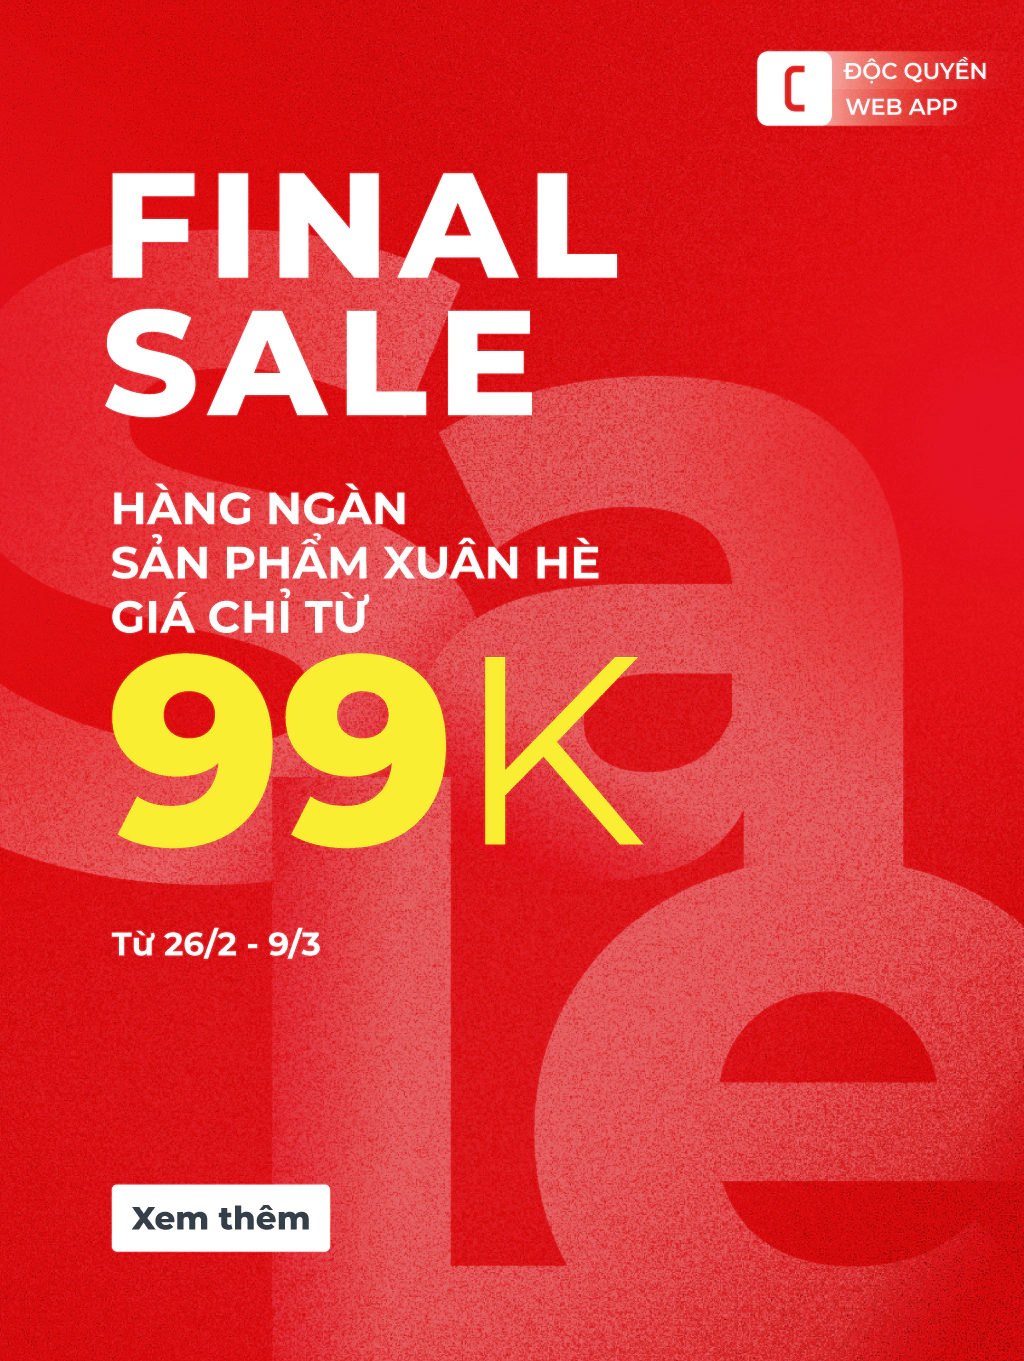 ĐỘC QUYỀN
WEB APP
FINAL
SALE
HÀNG NGÀN
SẢN PHẨM XUÂN HÈ
GIÁ CHỈ TỪ
99K
Từ 26/2 - 9/3
Xem thêm
sale